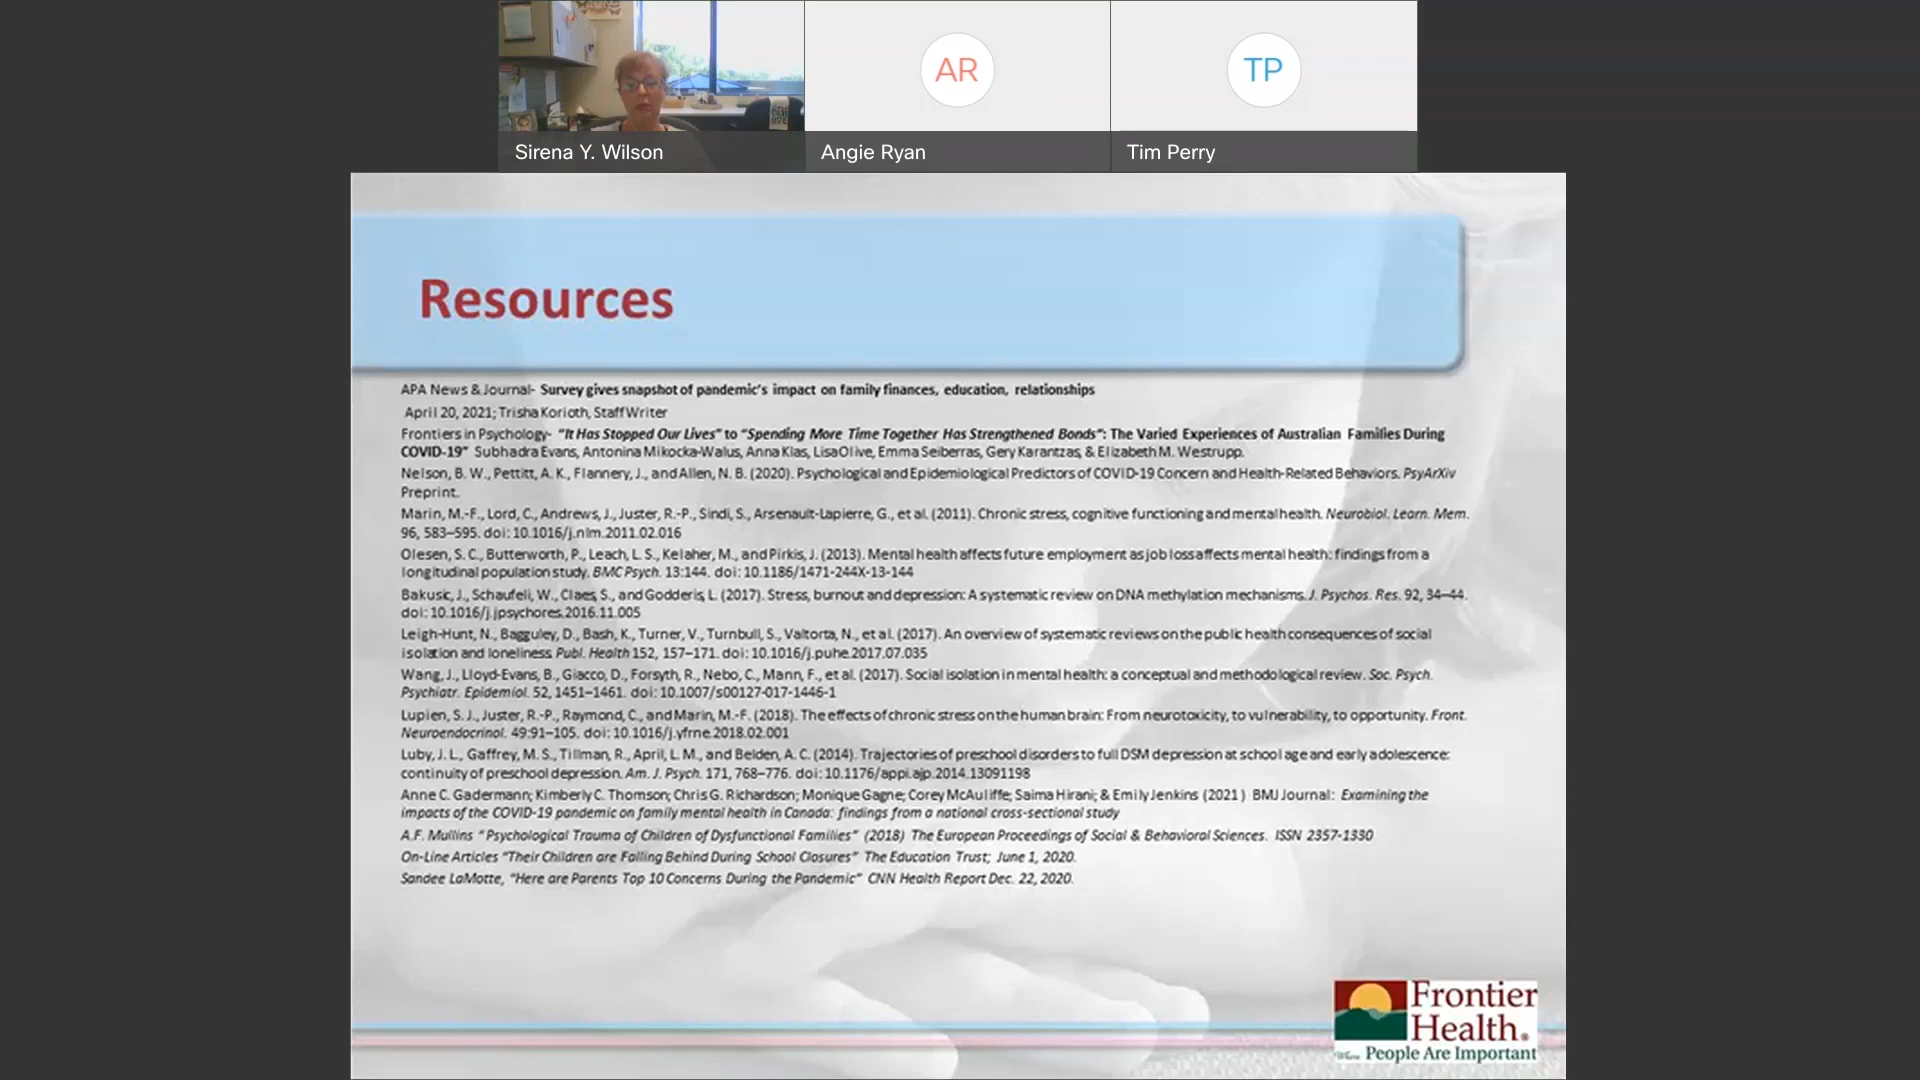 AR
TP
Sirena Y. Wilson
Angie Ryan
Tim Perry
Resources
APA News & Journal- Survey gives snapshot of pandemic's impact on family finances, education, relationships
April 20, 2021; Trisha Korioth, Staff Writer
Frontiers in Psychology- "It Has Stopped Our Lives" to "Spending More Time Together Has Strengthened Bonds": The Varied Experiences of Australian Families During
COVID-19" Subhadra Evans, Antonina Mikocka-Walus, Anna Klas, Lisa Olive, Emma Seiberras, Gery Karantzas, & Elizabeth M. Westrupp.
Nelson, B. W., Pettitt, A. K., Flannery, J., and Allen, N. B. (2020). Psychological and Epidemiological Predictors of COVID-19 Concern and Health-Related Behaviors. PsyArXiv
Preprint.
Marin, M.-F., Lord, C., Andrews, J., Juster, R.-P., Sindi, S., Arsenault-Lapierre, G., et al. (2011). Chronic stress, cognitive functioning and mental health. Neurobiol. Learn. Mem.
96, 583–595. doi: 10.1016/j.nlm.2011.02.016
Olesen, S. C., Butterworth, P., Leach, L. S., Kelaher, M., and Pirkis, J. (2013). Mental health affects future employment as job loss affects mental health: findings from a
longitudinal population study. BMC Psych. 13:144. doi: 10.1186/1471-244X-13-144
Bakusic, J., Schaufeli, W., Claes, S., and Godderis, L. (2017). Stress, burnout and depression: A systematic review on DNA methylation mechanisms. J. Psychos. Res. 92, 34–44.
doi: 10.1016/j.jpsychores.2016.11.005
Leigh-Hunt, N., Bagguley, D., Bash, K., Turner, V., Turnbull, S., Valtorta, N., et al. (2017). An overview of systematic reviews on the public health consequences of social
isolation and loneliness. Publ. Health 152, 157–171. doi: 10.1016/j.puhe.2017.07.035
Wang, J., Lloyd-Evans, B., Giacco, D., Forsyth, R., Nebo, C., Mann, F., et al. (2017). Social isolation in mental health: a conceptual and methodological review. Soc. Psych.
Psychiatr. Epidemiol. 52, 1451–1461. doi: 10.1007/s00127-017-1446-1
Lupien, S. J., Juster, R.-P., Raymond, C., and Marin, M.-F. (2018). The effects of chronic stress on the human brain: From neurotoxicity, to vulnerability, to opportunity. Front.
Neuroendocrinol. 49:91–105. doi: 10.1016/j.yfrne.2018.02.001
Luby, J. L., Gaffrey, M. S., Tillman, R., April, L. M., and Belden, A. C. (2014). Trajectories of preschool disorders to full DSM depression at school age and early adolescence:
continuity of preschool depression. Am. J. Psych. 171, 768–776. doi: 10.1176/appi.ajp.2014.13091198
Anne C. Gadermann; Kimberly C. Thomson; Chris G. Richardson; Monique Gagne; Corey McAuliffe; Saima Hirani; & Emily Jenkins (2021) BMJ Journal: Examining the
impacts of the COVID-19 pandemic on family mental health in Canada: findings from a national cross-sectional study
A.F. Mullins "Psychological Trauma of Children of Dysfunctional Families" (2018) The European Proceedings of Social & Behavioral Sciences. ISSN 2357-1330
On-Line Articles "Their Children are Falling Behind During School Closures" The Education Trust; June 1, 2020.
Sandee LaMotte, "Here are Parents Top 10 Concerns During the Pandemic" CNN Health Report Dec. 22, 2020.
Frontier
Health®
Where People Are Important